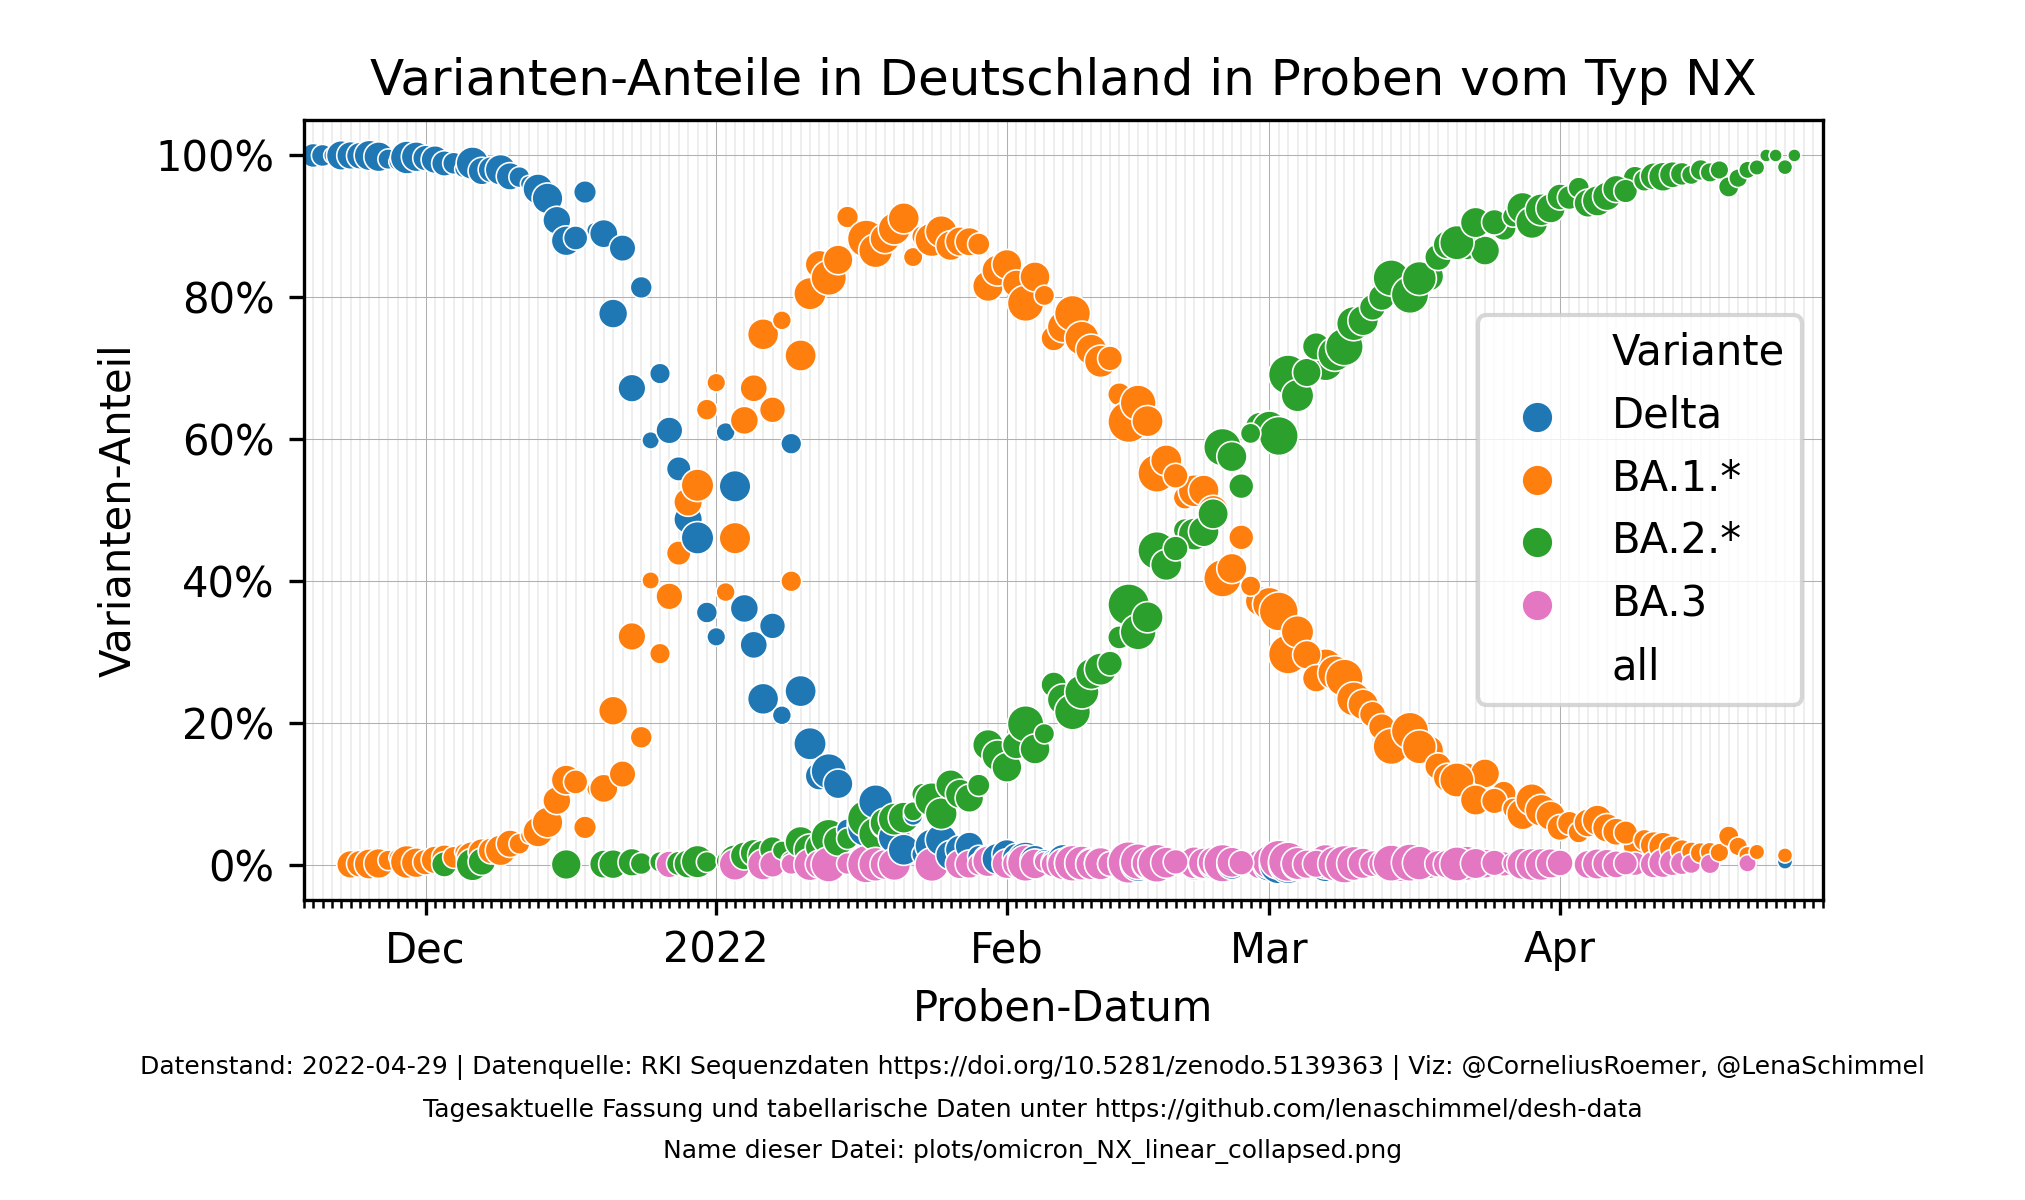 Varianten-Anteile in Deutschland in Proben vom Typ NX
Varianten-Anteil
100%
80%
60%
40%
20%
0%
Variante
Delta
BA.1.*
BA.2.*
BA.3
all
Dec
2022
Feb
Mar
Apr
Proben-Datum
Datenstand: 2022-04-29 | Datenquelle: RKI Sequenzdaten https://doi.org/10.5281/zenodo.5139363 | Viz: @CorneliusRoemer, @LenaSchimmel
Tagesaktuelle Fassung und tabellarische Daten unter https://github.com/lenaschimmel/desh-data
Name dieser Datei: plots/omicron_NX_linear_collapsed.png